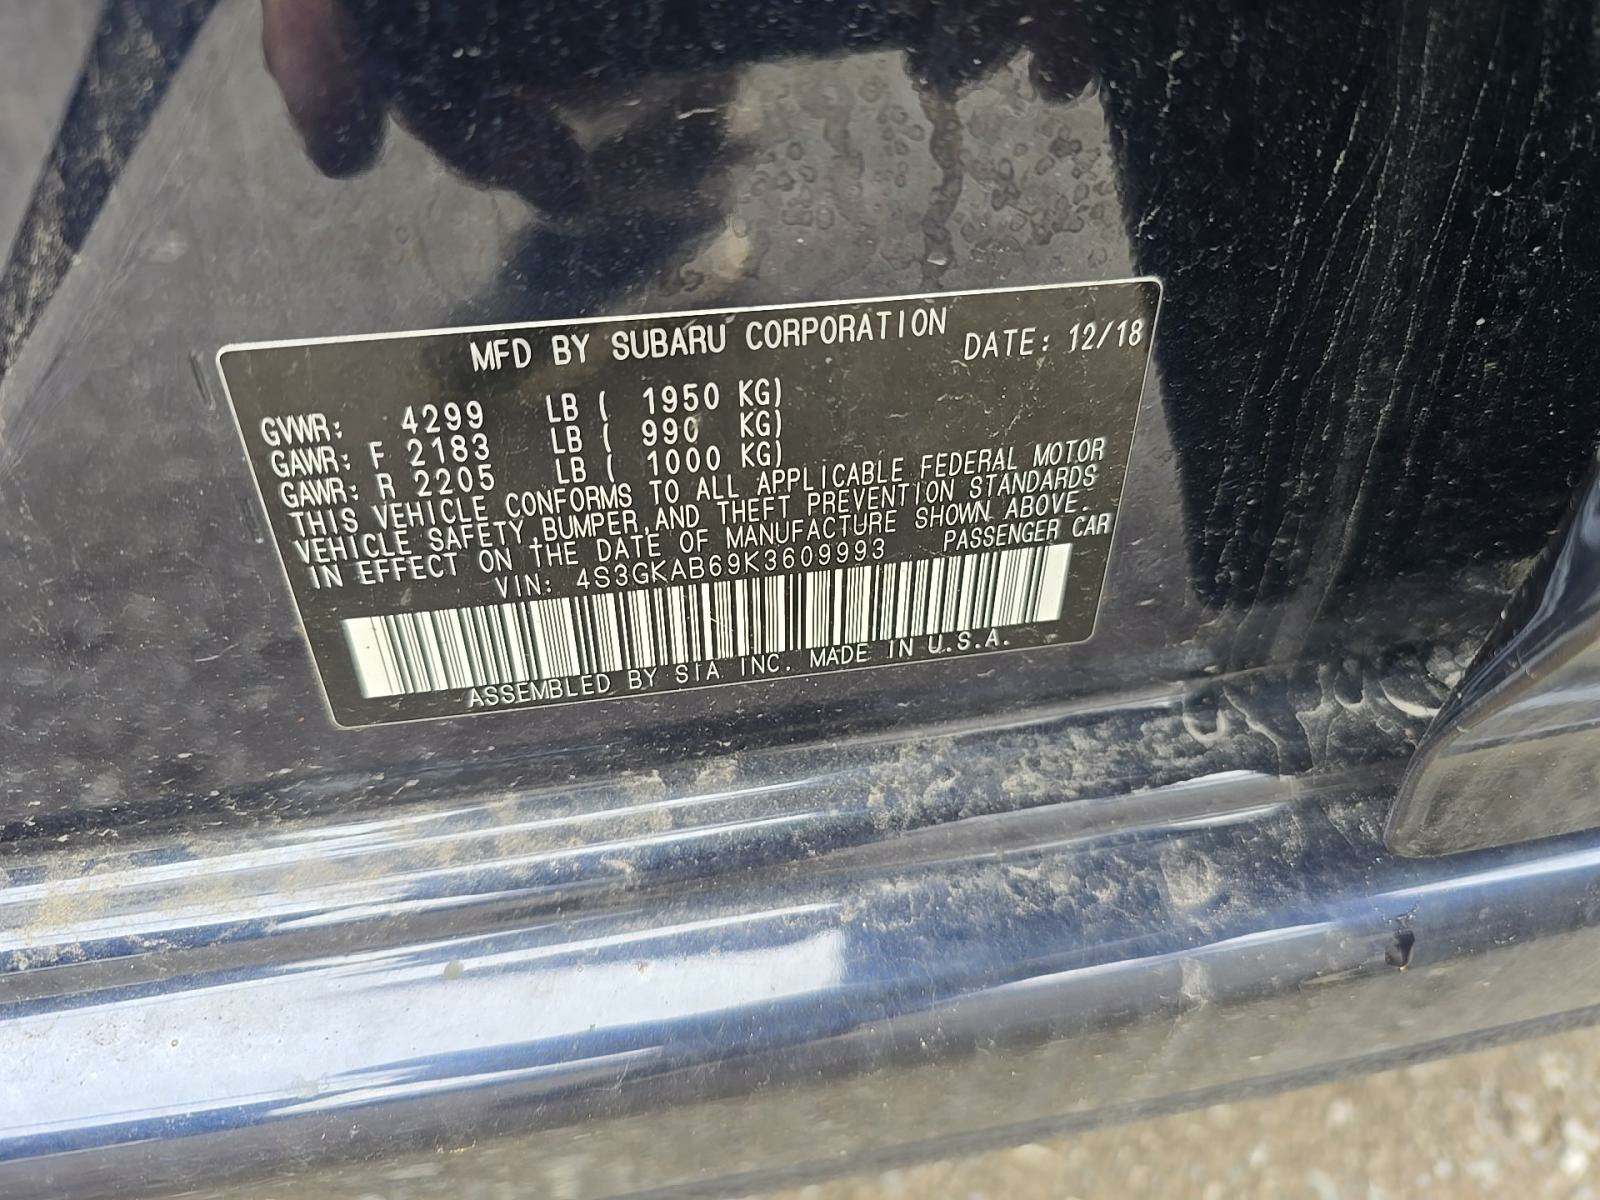 MFD BY SUBARU CORPORATION DATE: 12/18
GVWR: 4299 LB ( 1950 KG)
GAWR: F 2183 LB ( 990 KG)
GAWR: R 2205 LB ( 1000 KG)
THIS VEHICLE CONFORMS TO ALL APPLICABLE FEDERAL MOTOR
VEHICLE SAFETY,BUMPER,AND THEFT PREVENTION STANDARDS
IN EFFECT ON THE DATE OF MANUFACTURE SHOWN ABOVE.
VIN: 4S3GKAB69K3609993 PASSENGER CAR
ASSEMBLED BY SIA INC. MADE IN U.S.A.